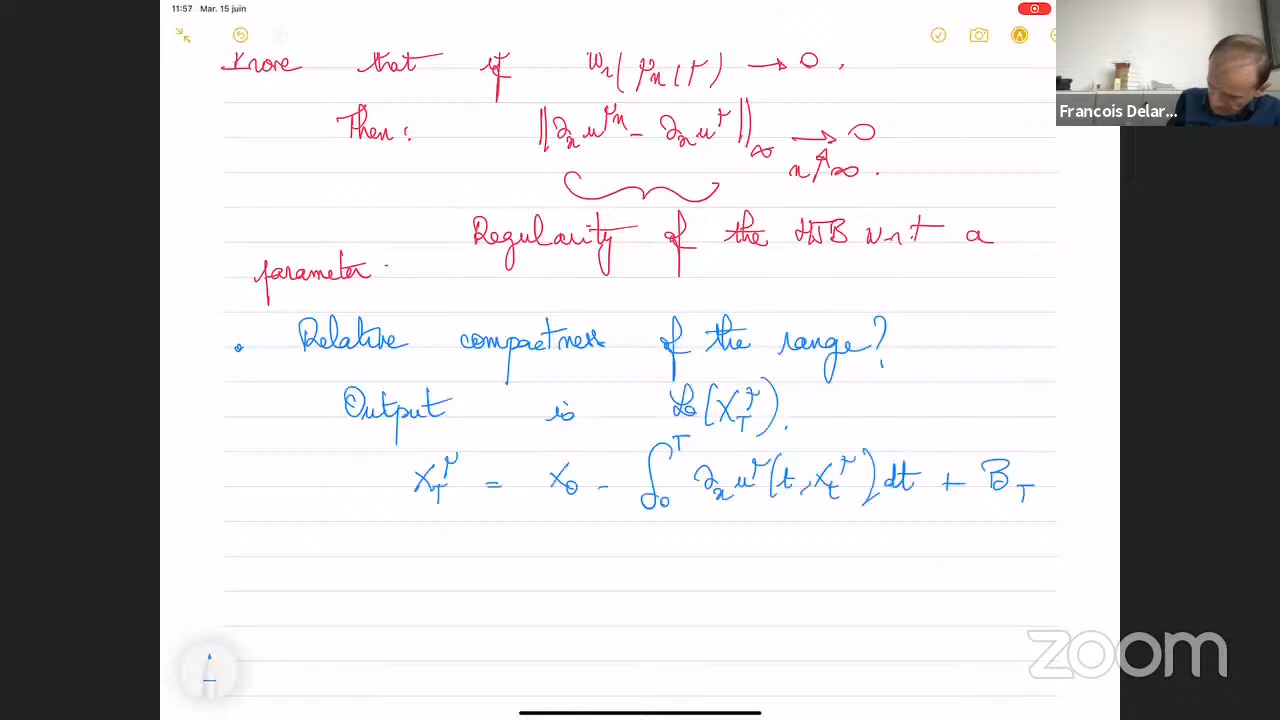 11:57 Mar. 15 juin
Prove that if W₁(μₙ, μ) → 0.
Then: ‖∂ₓu^{μₙ} - ∂ₓu^{μ}‖_∞ → 0
n↑∞.
Regularity of the HJB w.r.t a
parameter.
• Relative compactness of the range?
Output is ℒ(X_T^μ).
X_T^μ = X₀ - ∫₀^T ∂ₓu^μ(t, X_t^μ) dt + B_T
Francois Delar...
zoom